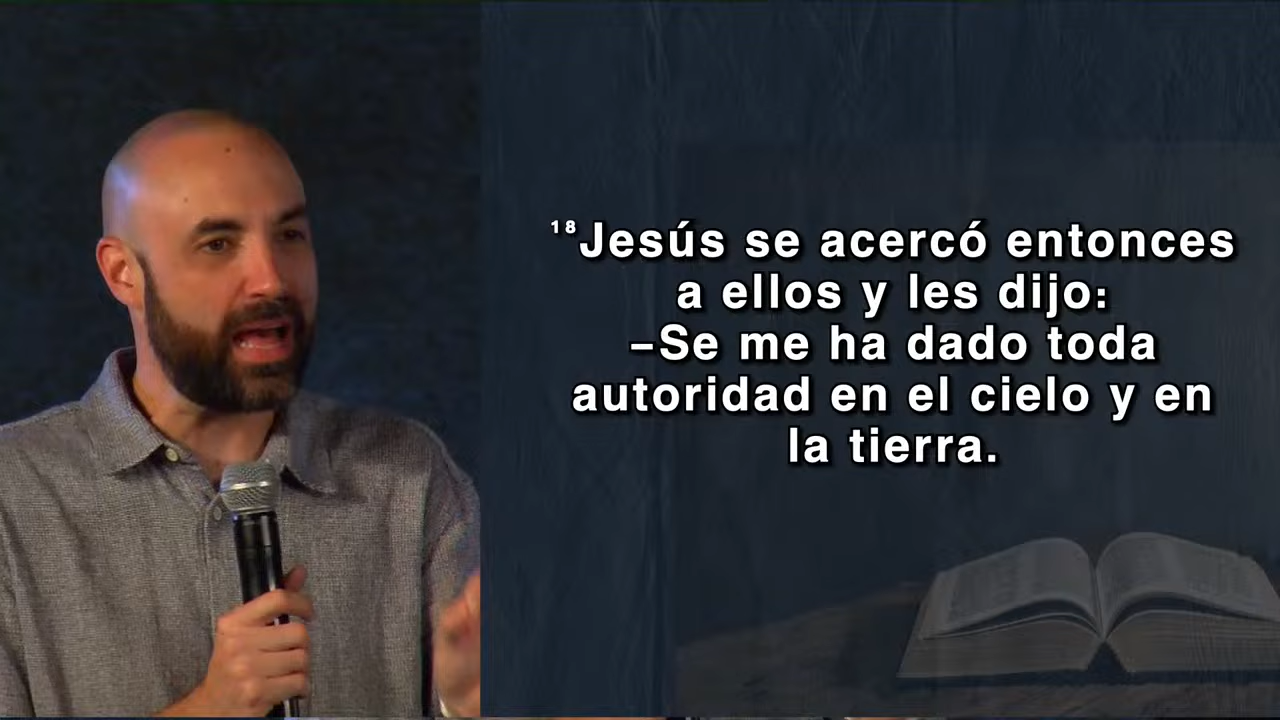 ¹⁸Jesús se acercó entonces
a ellos y les dijo:
–Se me ha dado toda
autoridad en el cielo y en
la tierra.